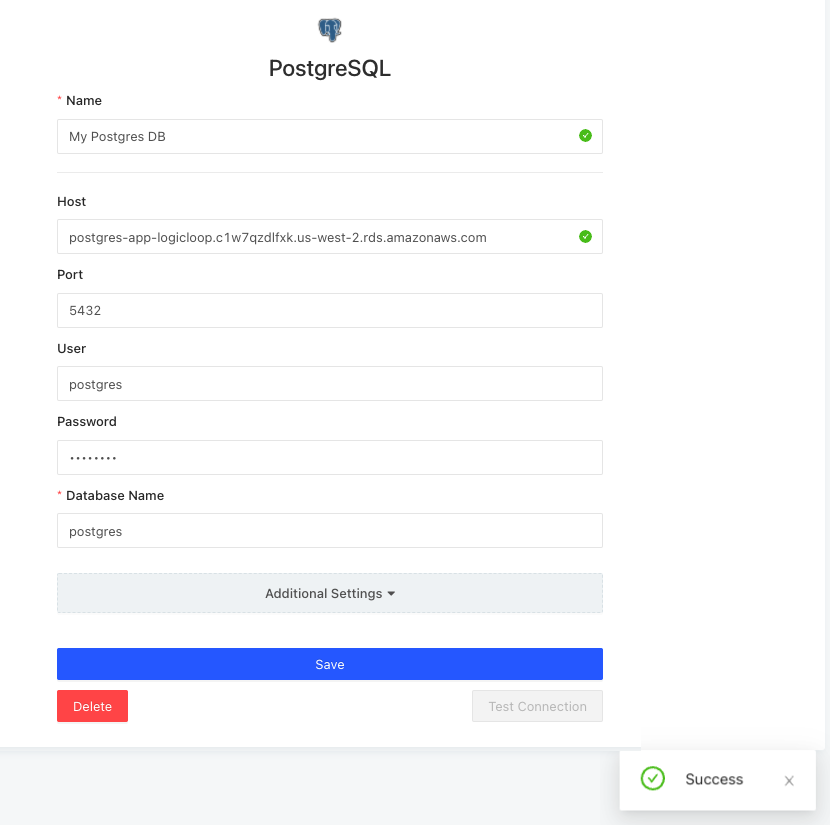 PostgreSQL
* Name
My Postgres DB
Host
postgres-app-logicloop.c1w7qzdlfxk.us-west-2.rds.amazonaws.com
Port
5432
User
postgres
Password
••••••••
* Database Name
postgres
Additional Settings
Save
Delete
Test Connection
Success